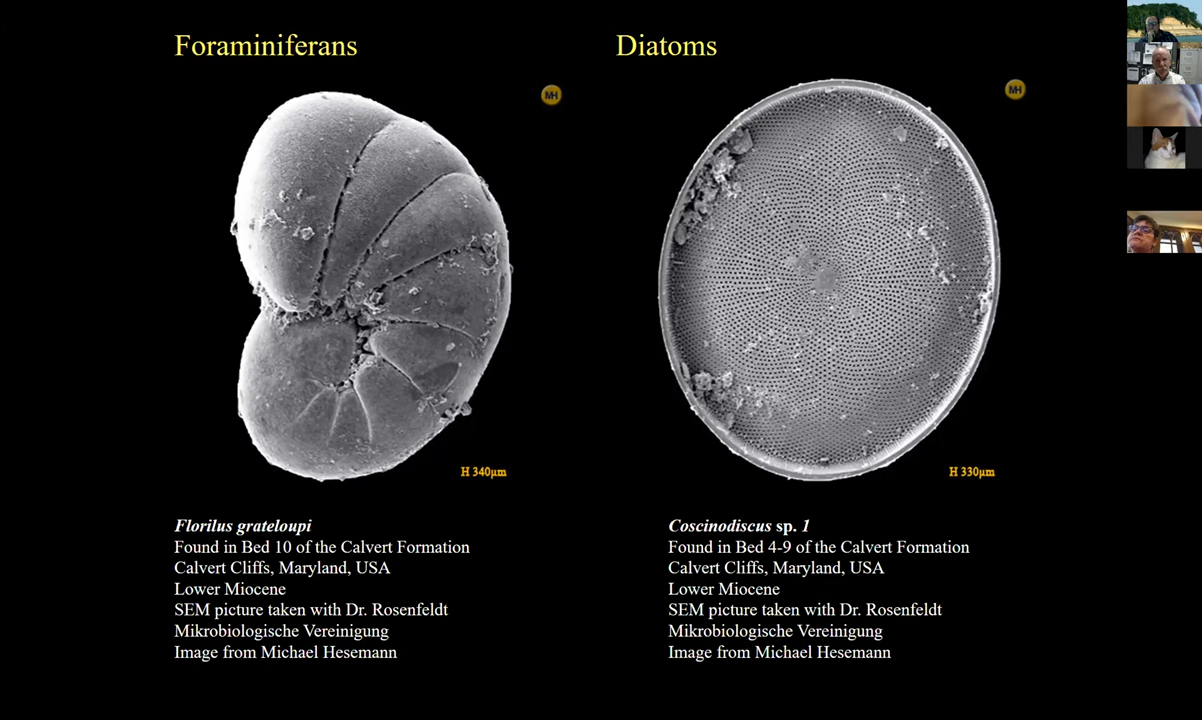 Foraminiferans
MH
H 340µm
Florilus grateloupi
Found in Bed 10 of the Calvert Formation
Calvert Cliffs, Maryland, USA
Lower Miocene
SEM picture taken with Dr. Rosenfeldt
Mikrobiologische Vereinigung
Image from Michael Hesemann
Diatoms
MH
H 330µm
Coscinodiscus sp. 1
Found in Bed 4-9 of the Calvert Formation
Calvert Cliffs, Maryland, USA
Lower Miocene
SEM picture taken with Dr. Rosenfeldt
Mikrobiologische Vereinigung
Image from Michael Hesemann